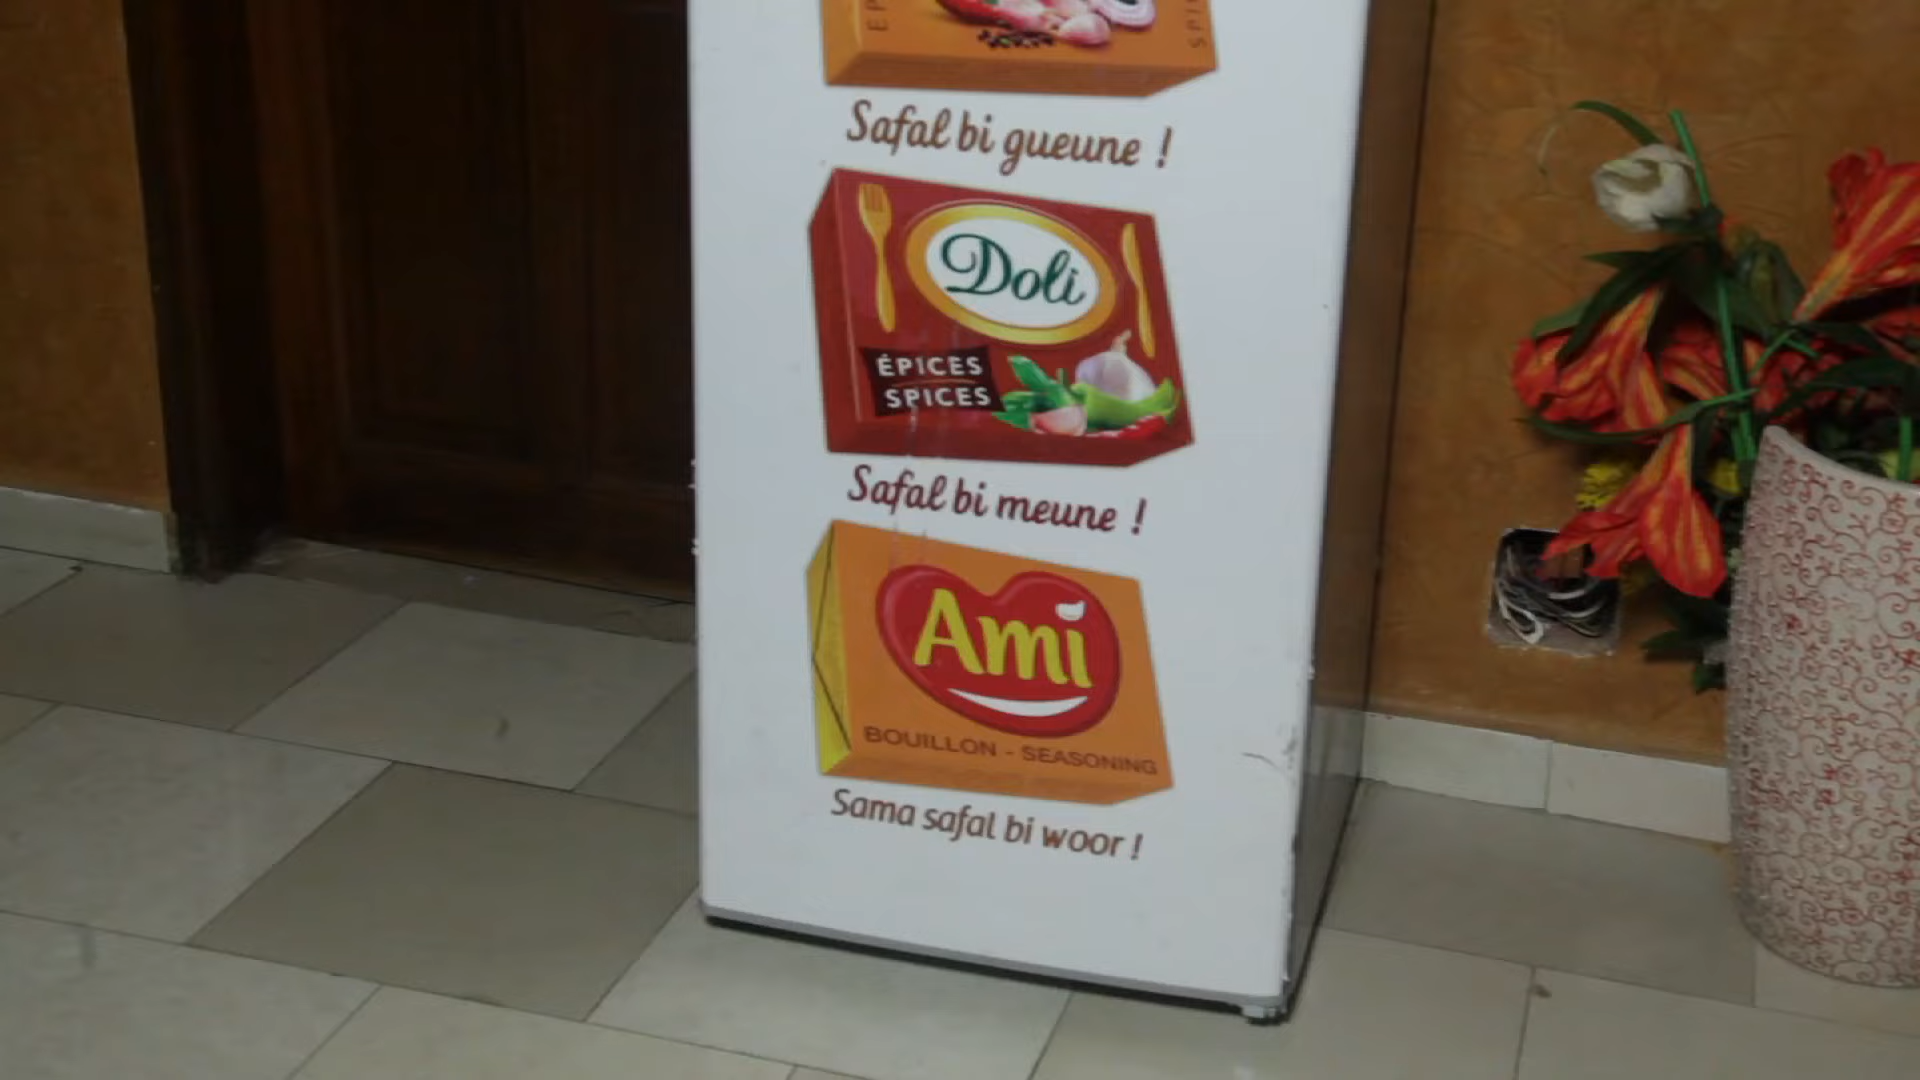 Safal bi gueune !
Doli
ÉPICES
SPICES
Safal bi meune !
Ami
BOUILLON - SEASONING
Sama safal bi woor !